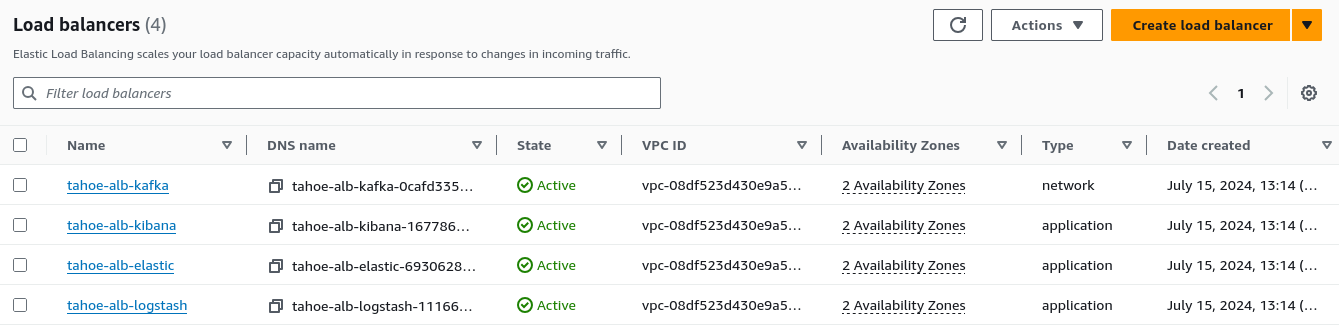 Load balancers (4)
Actions
Create load balancer
Elastic Load Balancing scales your load balancer capacity automatically in response to changes in incoming traffic.
Filter load balancers
1
Name DNS name State VPC ID Availability Zones Type Date created
tahoe-alb-kafka tahoe-alb-kafka-0cafd335... Active vpc-08df523d430e9a5... 2 Availability Zones network July 15, 2024, 13:14 (...
tahoe-alb-kibana tahoe-alb-kibana-167786... Active vpc-08df523d430e9a5... 2 Availability Zones application July 15, 2024, 13:14 (...
tahoe-alb-elastic tahoe-alb-elastic-6930628... Active vpc-08df523d430e9a5... 2 Availability Zones application July 15, 2024, 13:14 (...
tahoe-alb-logstash tahoe-alb-logstash-11166... Active vpc-08df523d430e9a5... 2 Availability Zones application July 15, 2024, 13:14 (...